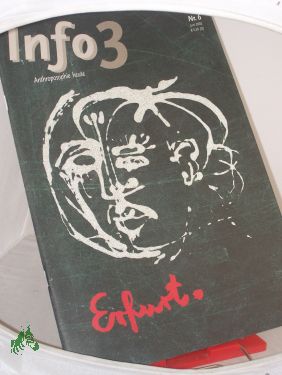 Info3
Anthroposophie heute
Nr. 6
Erfurt.